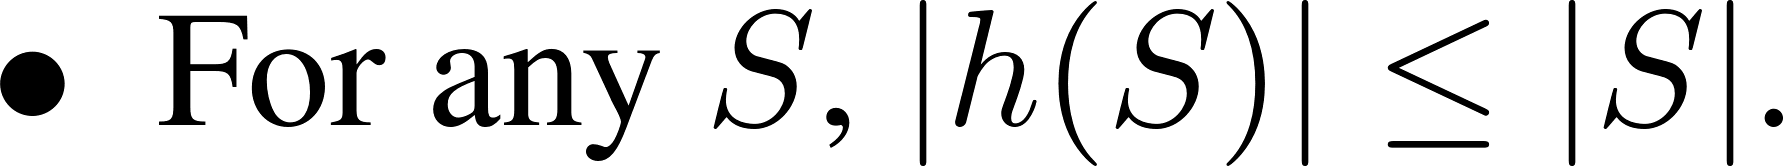 • For any S, |h(S)| ≤ |S|.